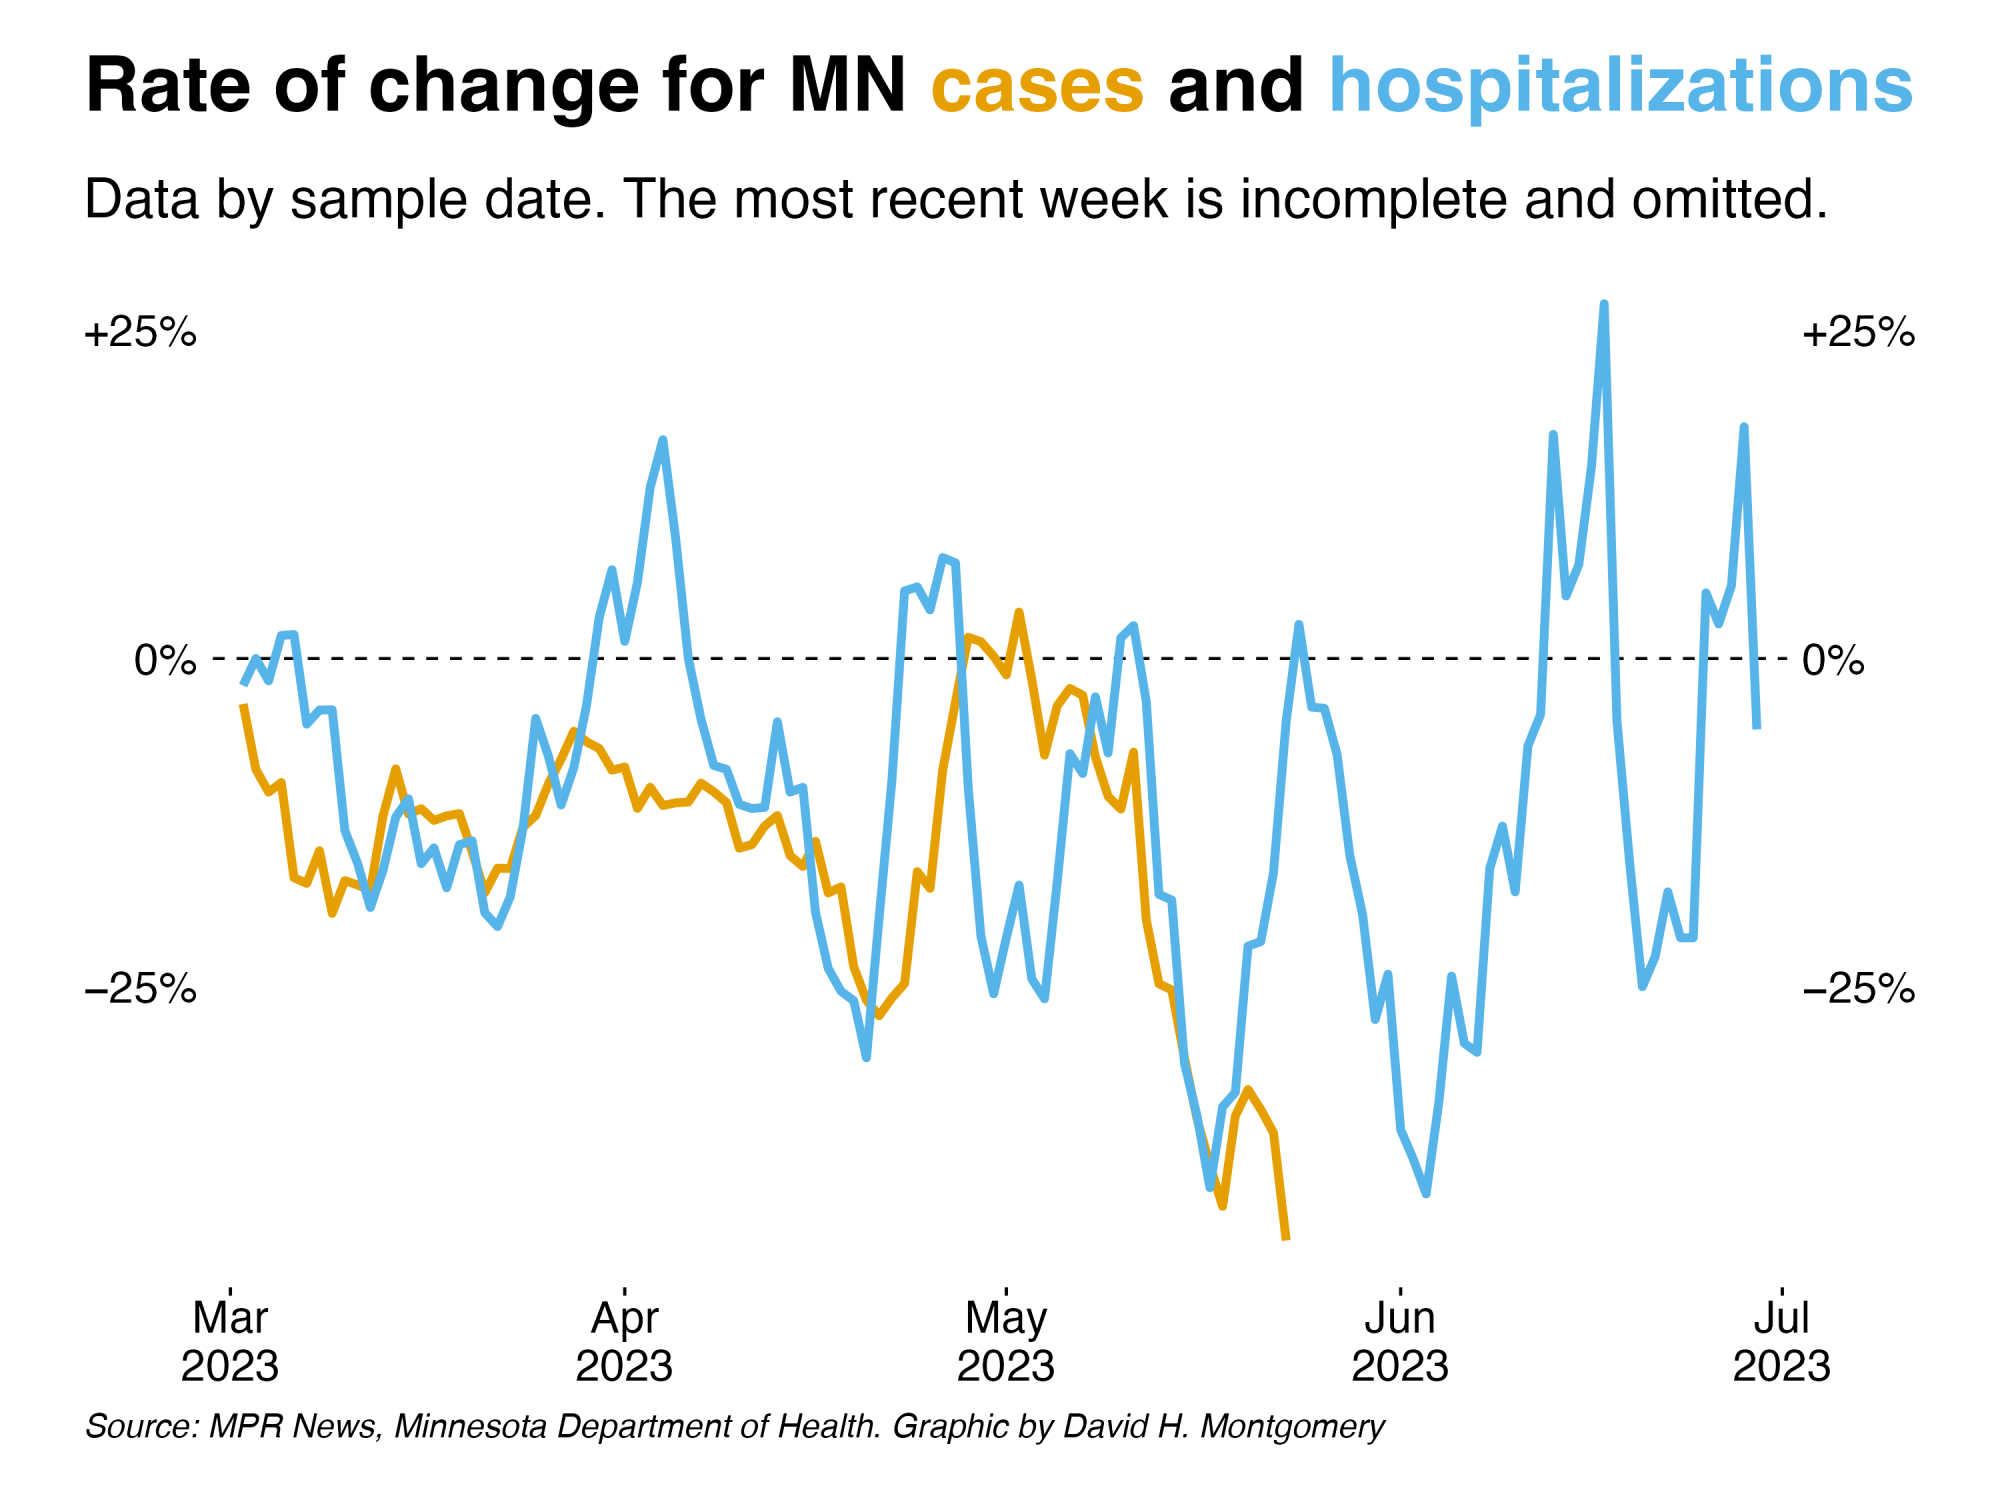 Rate of change for MN cases and hospitalizations
Data by sample date. The most recent week is incomplete and omitted.
+25% +25%
0% 0%
−25% −25%
Mar Apr May Jun Jul
2023 2023 2023 2023 2023
Source: MPR News, Minnesota Department of Health. Graphic by David H. Montgomery